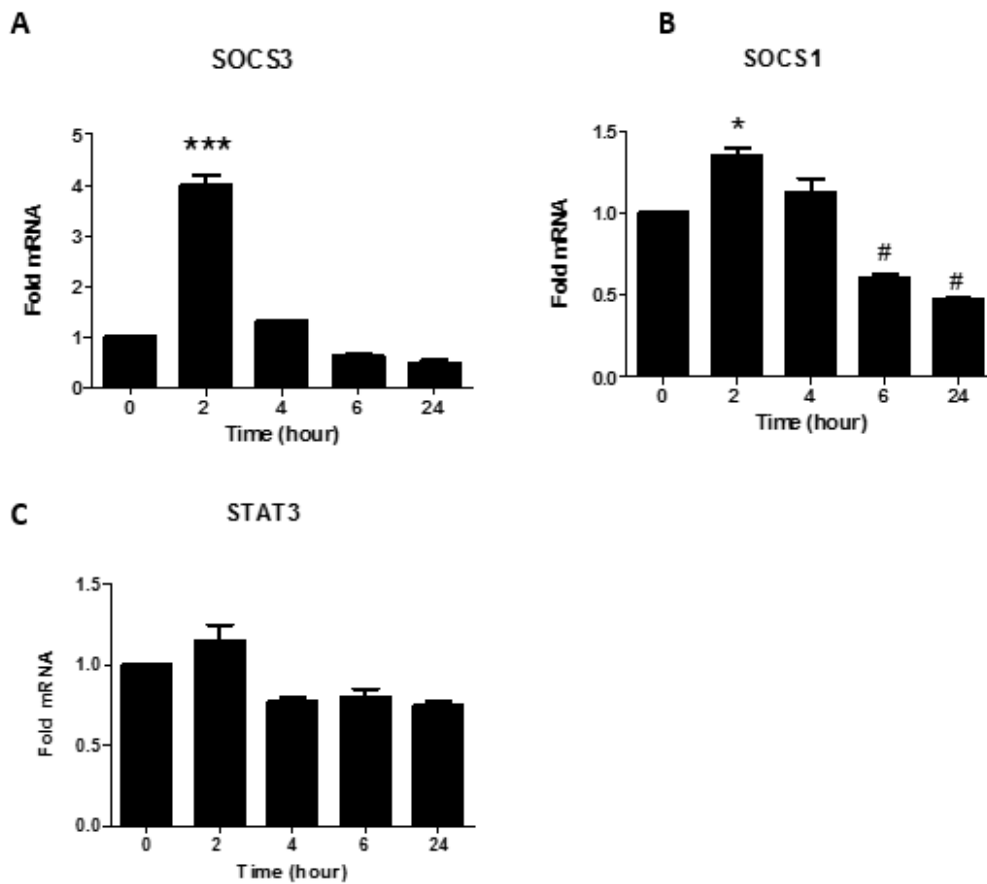 A
SOCS3
Fold mRNA
5
4
3
2
1
0
***
0 2 4 6 24
Time (hour)
B
SOCS1
Fold mRNA
1.5
1.0
0.5
0.0
*
#
#
0 2 4 6 24
Time (hour)
C
STAT3
Fold mRNA
1.5
1.0
0.5
0.0
0 2 4 6 24
Time (hour)